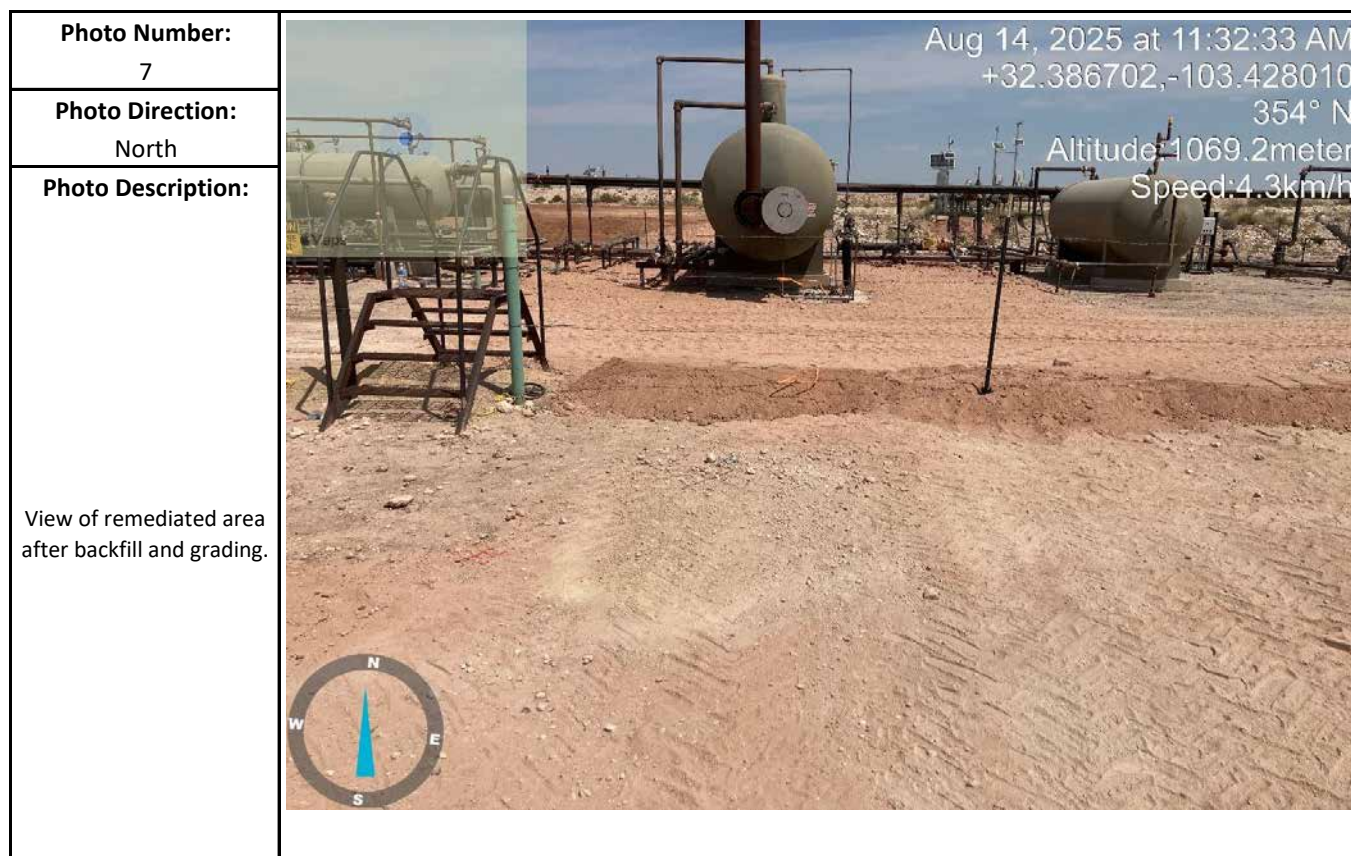 Photo Number:
7
Photo Direction:
North
Photo Description:
View of remediated area
after backfill and grading.
Aug 14, 2025 at 11:32:33 AM
+32.386702,-103.428010
354° N
Altitude:1069.2meter
Speed:4.3km/h
N
W
E
S